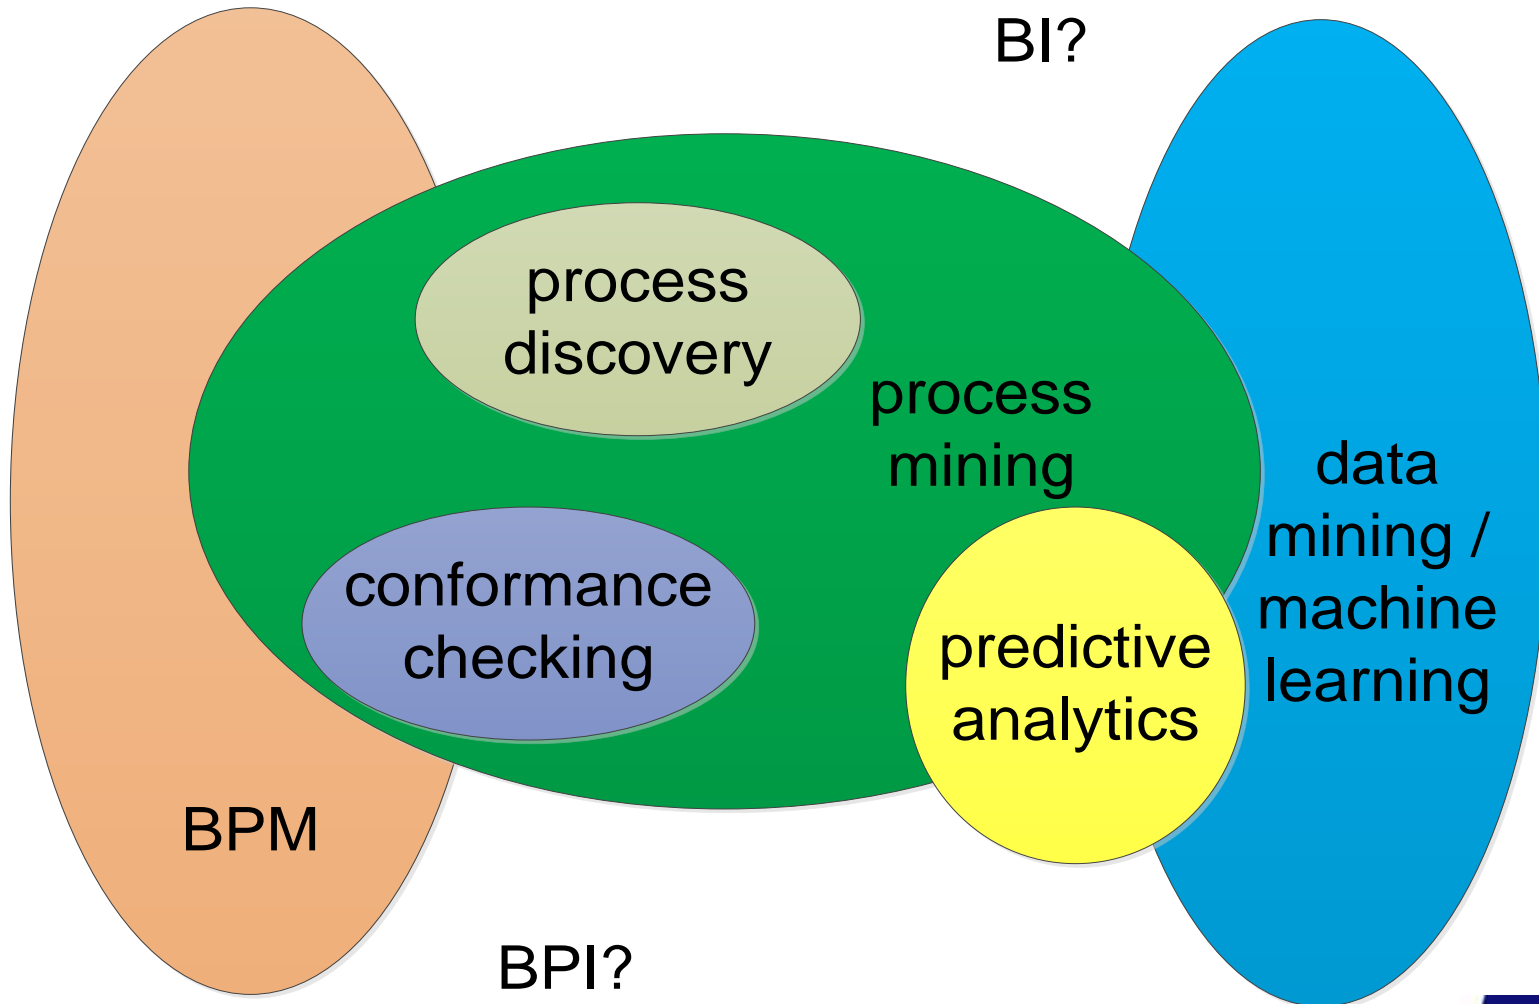 BI?
process
discovery
process
mining
data
mining /
machine
learning
conformance
checking
predictive
analytics
BPM
BPI?